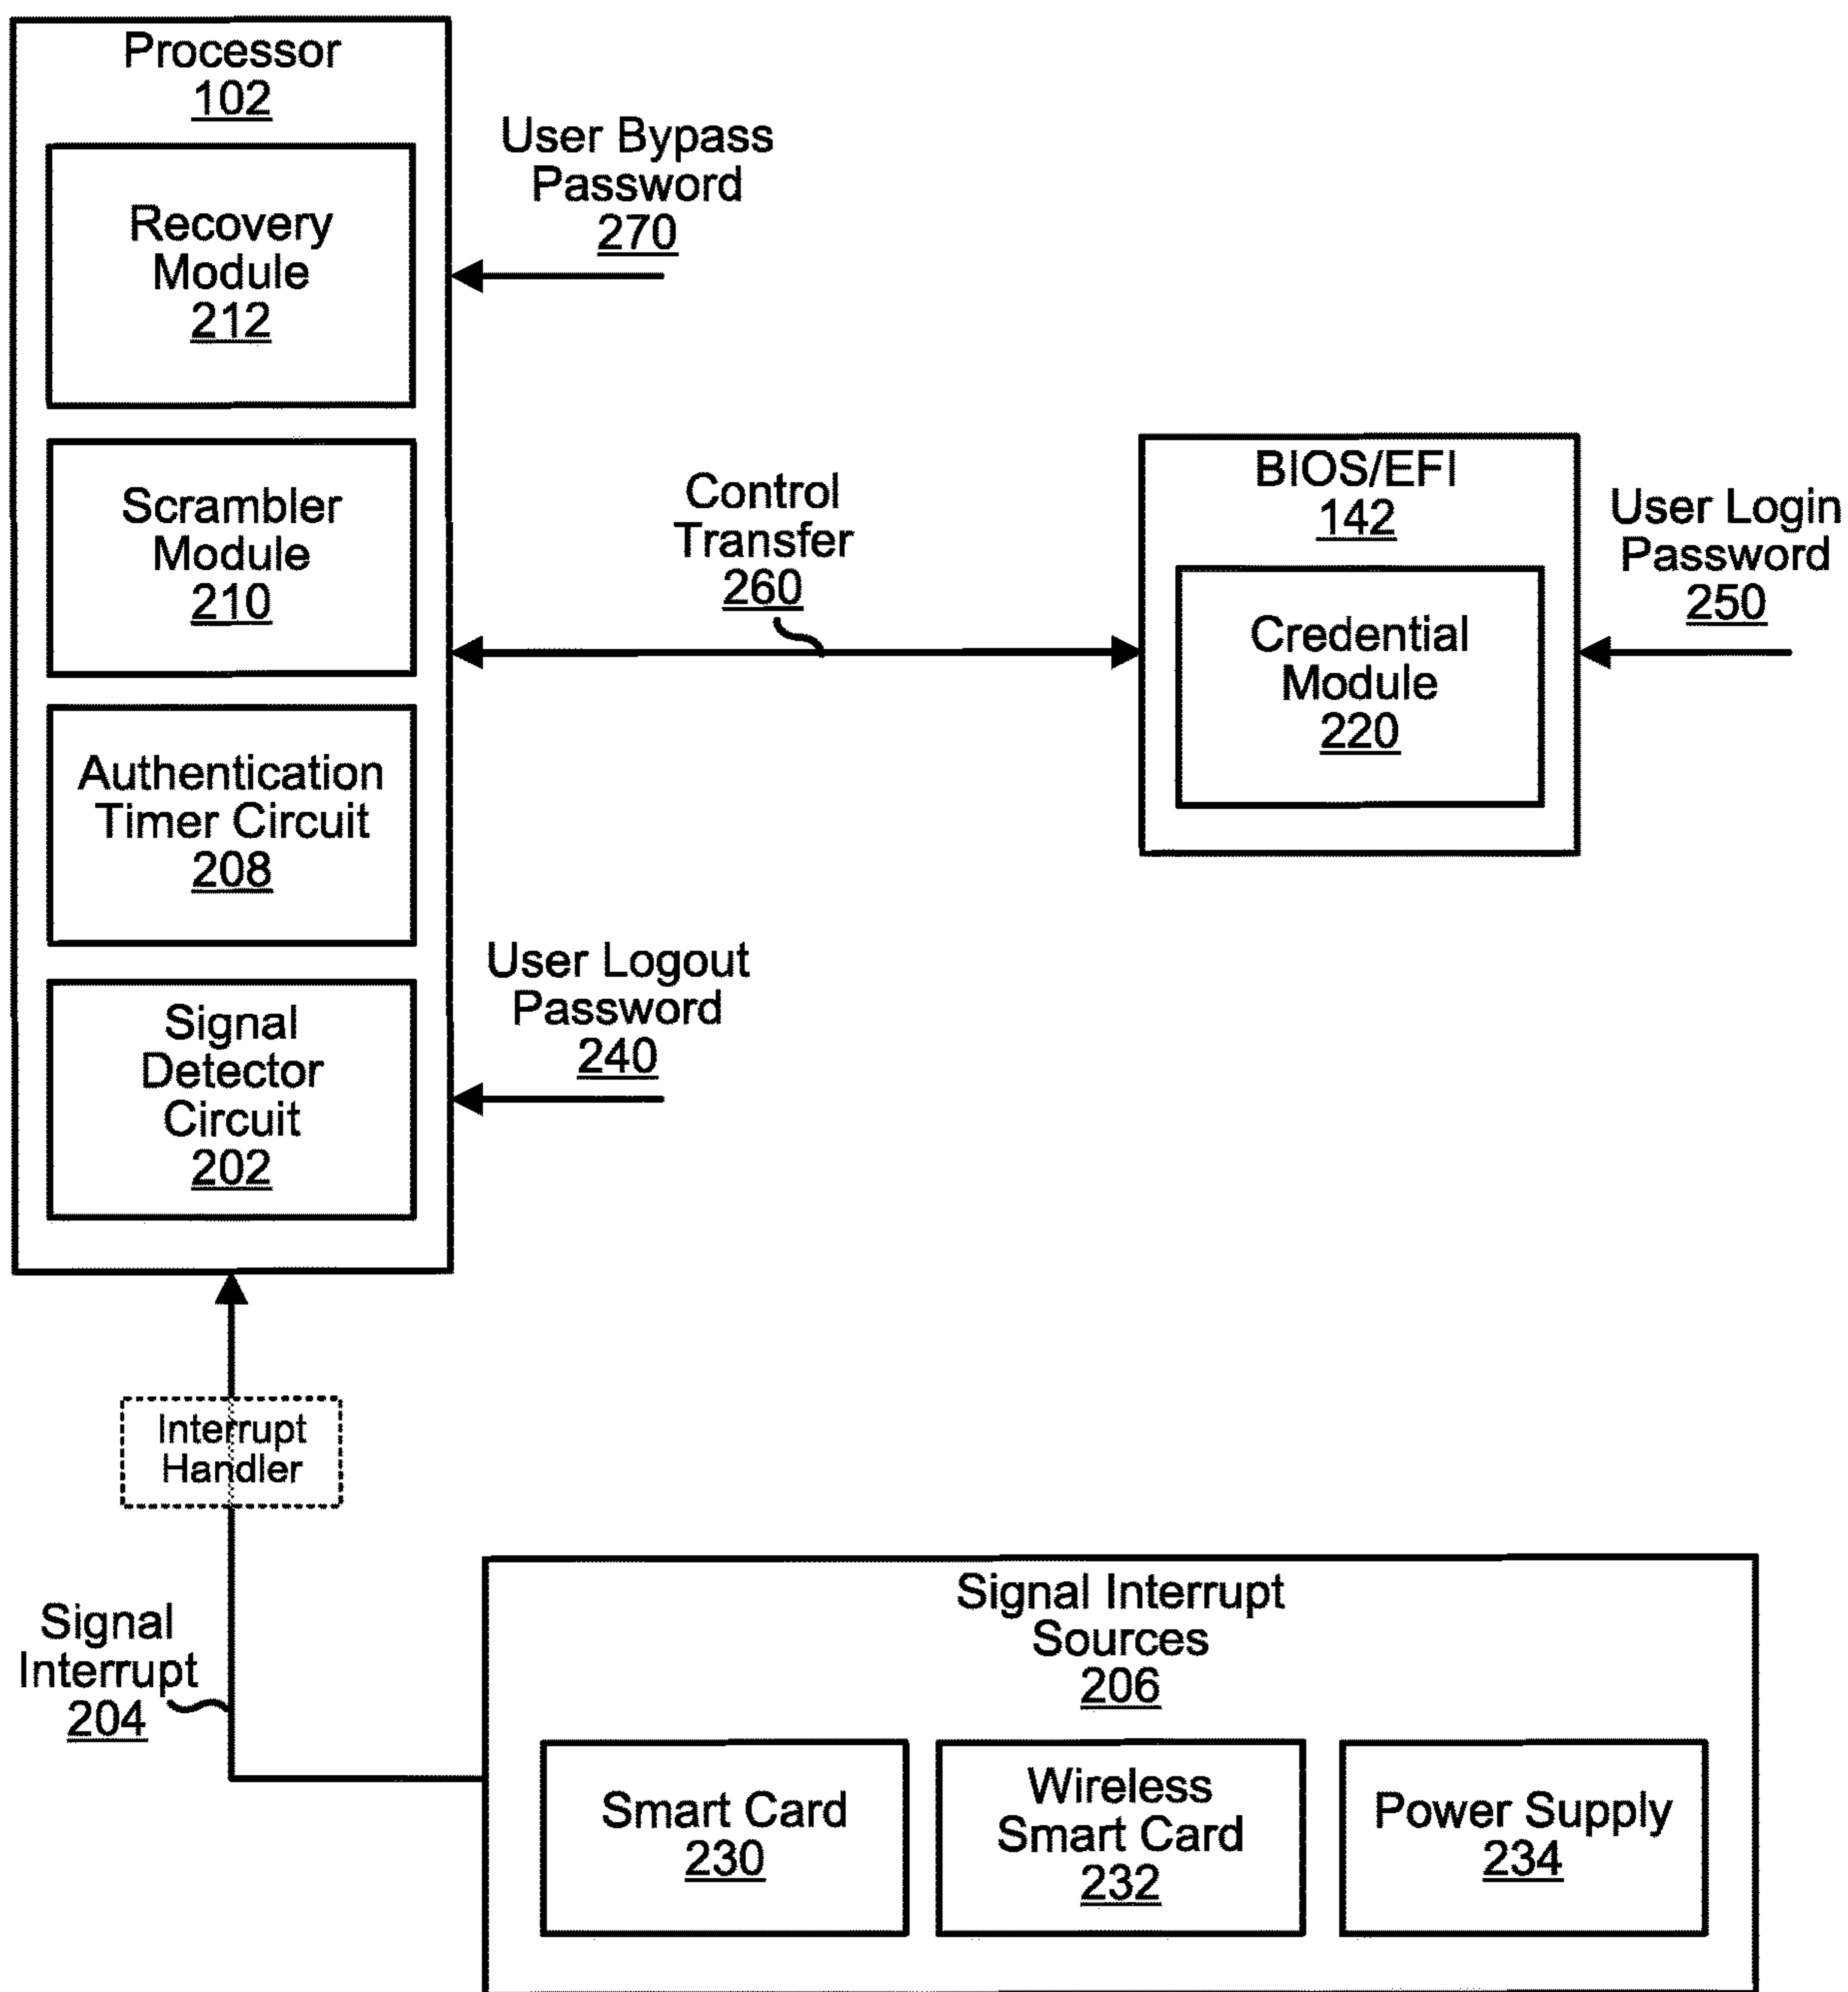 Processor
102
Recovery
Module
212
Scrambler
Module
210
Authentication
Timer Circuit
208
Signal
Detector
Circuit
202
User Bypass
Password
270
Control
Transfer
260
BIOS/EFI
142
Credential
Module
220
User Login
Password
250
User Logout
Password
240
Interrupt
Handler
Signal
Interrupt
204
Signal Interrupt
Sources
206
Smart Card
230
Wireless
Smart Card
232
Power Supply
234